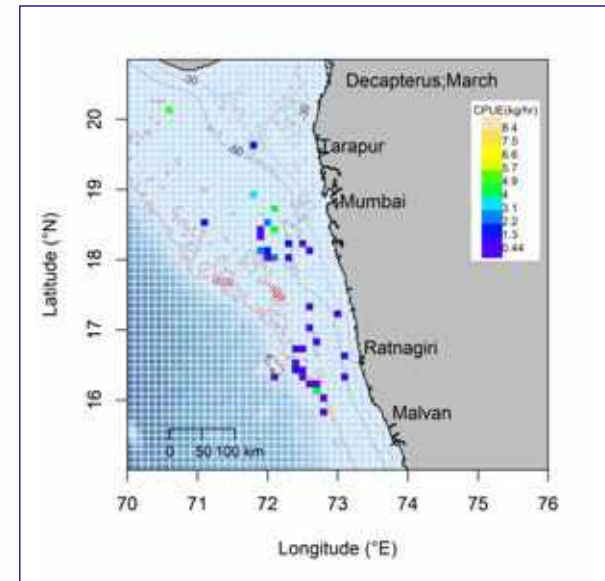 Decapterus;March
CPUE(kg/hr)
8.4
7.5
6.6
5.7
4.9
4
3.1
2.2
1.3
0.44
Tarapur
Mumbai
Ratnagiri
Malvan
-50
20
19
18
17
16
Latitude (°N)
0 50 100 km
70 71 72 73 74 75 76
Longitude (°E)